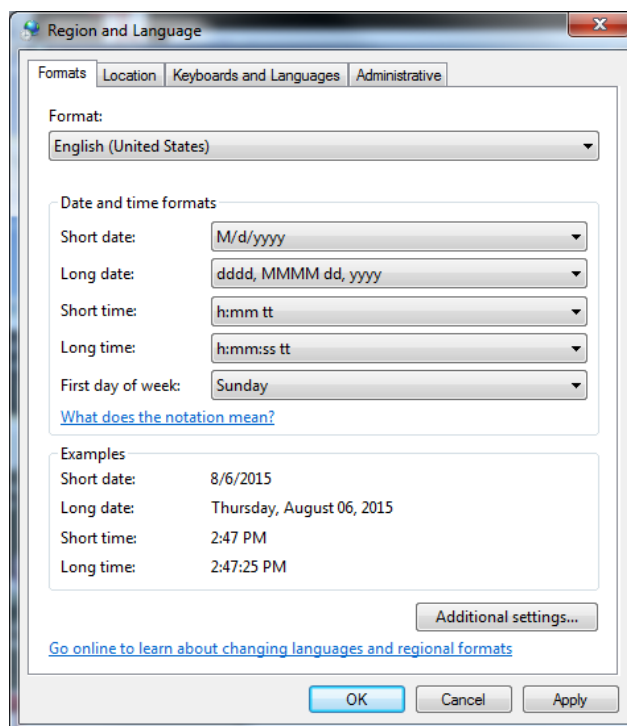 Region and Language
Formats Location Keyboards and Languages Administrative
Format:
English (United States)
Date and time formats
Short date: M/d/yyyy
Long date: dddd, MMMM dd, yyyy
Short time: h:mm tt
Long time: h:mm:ss tt
First day of week: Sunday
What does the notation mean?
Examples
Short date: 8/6/2015
Long date: Thursday, August 06, 2015
Short time: 2:47 PM
Long time: 2:47:25 PM
Additional settings...
Go online to learn about changing languages and regional formats
OK Cancel Apply